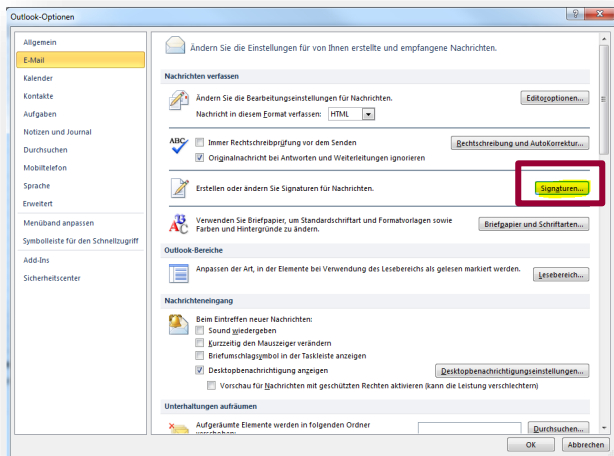 Outlook-Optionen
Allgemein
E-Mail
Kalender
Kontakte
Aufgaben
Notizen und Journal
Durchsuchen
Mobiltelefon
Sprache
Erweitert
Menüband anpassen
Symbolleiste für den Schnellzugriff
Add-Ins
Sicherheitscenter
Ändern Sie die Einstellungen für von Ihnen erstellte und empfangene Nachrichten.
Nachrichten verfassen
Ändern Sie die Bearbeitungseinstellungen für Nachrichten.
Editoroptionen...
Nachricht in diesem Format verfassen: HTML
ABC
Immer Rechtschreibprüfung vor dem Senden
Rechtschreibung und AutoKorrektur...
Originalnachricht bei Antworten und Weiterleitungen ignorieren
Erstellen oder ändern Sie Signaturen für Nachrichten.
Signaturen...
Verwenden Sie Briefpapier, um Standardschriftart und Formatvorlagen sowie
Farben und Hintergründe zu ändern.
Briefpapier und Schriftarten...
Outlook-Bereiche
Anpassen der Art, in der Elemente bei Verwendung des Lesebereichs als gelesen markiert werden.
Lesebereich...
Nachrichteneingang
Beim Eintreffen neuer Nachrichten:
Sound wiedergeben
Kurzzeitig den Mauszeiger verändern
Briefumschlagsymbol in der Taskleiste anzeigen
Desktopbenachrichtigung anzeigen
Desktopbenachrichtigungseinstellungen...
Vorschau für Nachrichten mit geschützten Rechten aktivieren (kann die Leistung verschlechtern)
Unterhaltungen aufräumen
Aufgeräumte Elemente werden in folgenden Ordner
Durchsuchen...
OK
Abbrechen